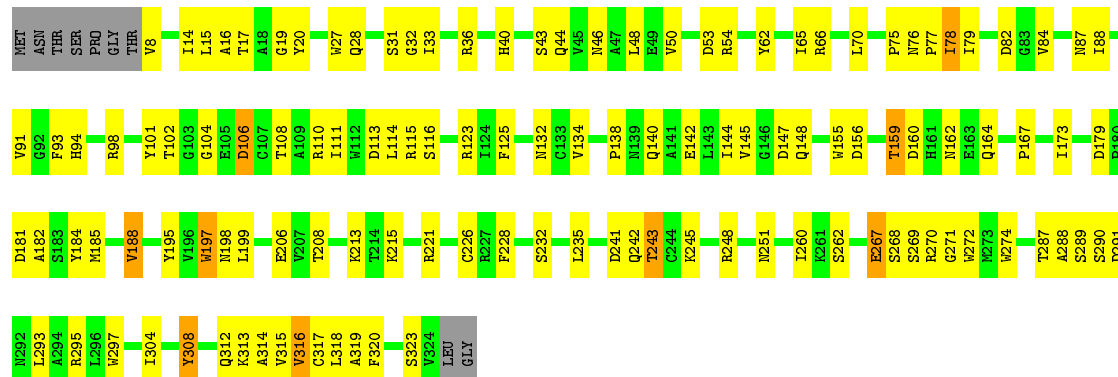 MET ASN THR SER PRO GLY THR V8 I14 L15 A16 T17 A18 G19 Y20 W27 Q28 S31 G32 I33 R36 H40 S43 Q44 V45 N46 A47 L48 E49 V50 D53 R54 Y62 I65 R66 L70 P75 N76 P77 I78 I79 D82 G83 V84 N87 I88
V91 G92 F93 H94 R98 Y101 T102 G103 G104 E105 D106 C107 T108 A109 R110 I111 W112 D113 L114 R115 S116 R123 I124 F125 N132 C133 V134 P138 N139 Q140 A141 E142 L143 I144 V145 G146 D147 Q148 W155 D156 T159 D160 H161 N162 E163 Q164 P167 I173 D179
D181 A182 S183 Y184 M185 V188 Y195 V196 W197 N198 L199 E206 V207 T208 K213 T214 K215 R221 C226 R227 F228 S232 L235 D241 Q242 T243 C244 K245 R248 N251 I260 K261 S262 E267 S268 S269 R270 G271 W272 M273 W274 T287 A288 S289 S290
N292 L293 A294 R295 L296 W297 I304 Y308 Q312 K313 A314 V315 V316 C317 L318 A319 F320 S323 V324 LEU GLY